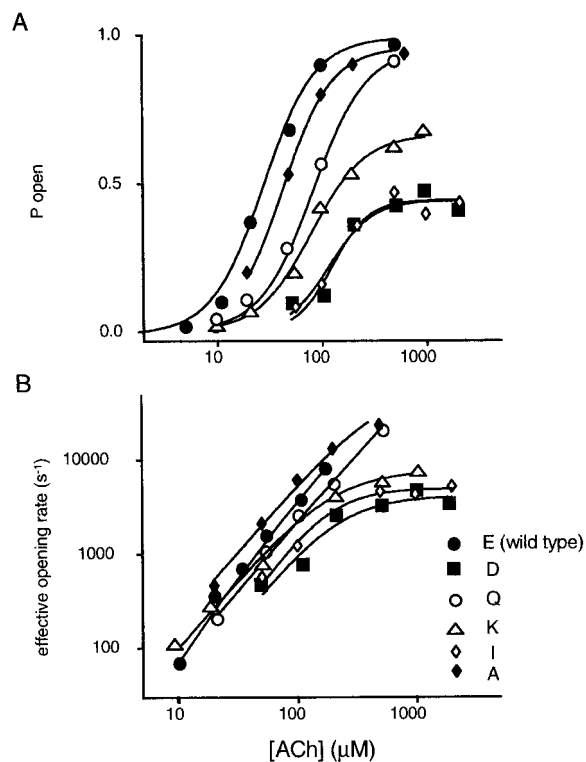 A
1.0
P open
0.5
0.0
10
100
1000
B
effective opening rate (s⁻¹)
10000
1000
100
E (wild type)
D
Q
K
I
A
10
100
1000
[ACh] (μM)